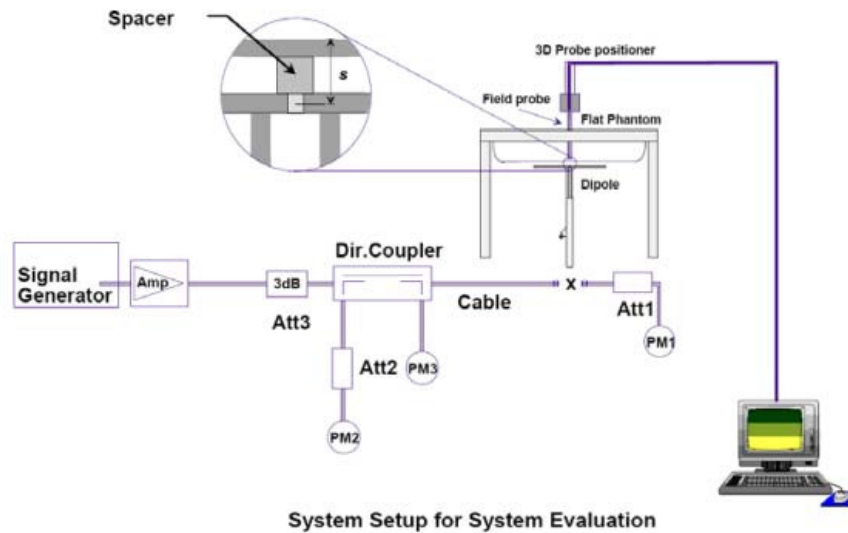 Spacer
s
3D Probe positioner
Field probe
Flat Phantom
Dipole
Signal
Generator
Amp
3dB
Att3
Dir.Coupler
Cable
X
Att1
PM1
Att2
PM3
PM2
System Setup for System Evaluation